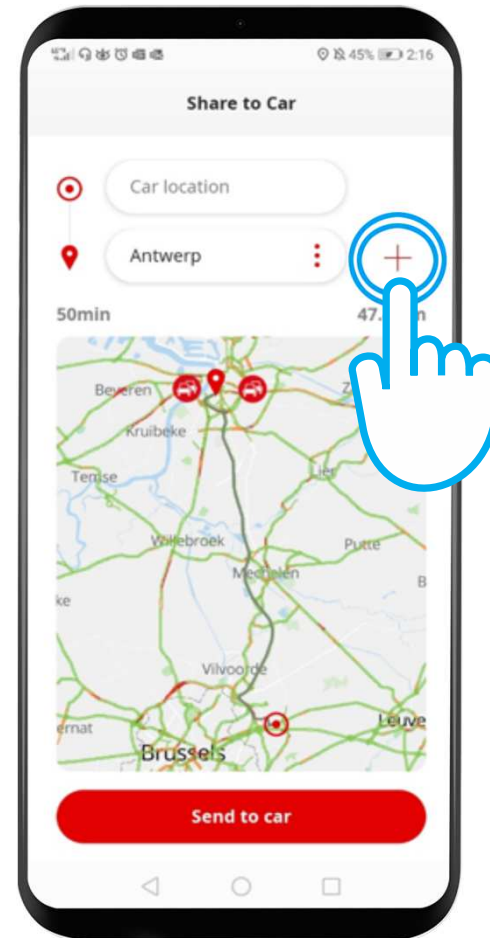 45% 2:16
Share to Car
Car location
Antwerp
50min
Beveren
Kruibeke
Temse
Lier
Willebroek
Putte
Mechelen
Vilvoorde
Brussels
Send to car